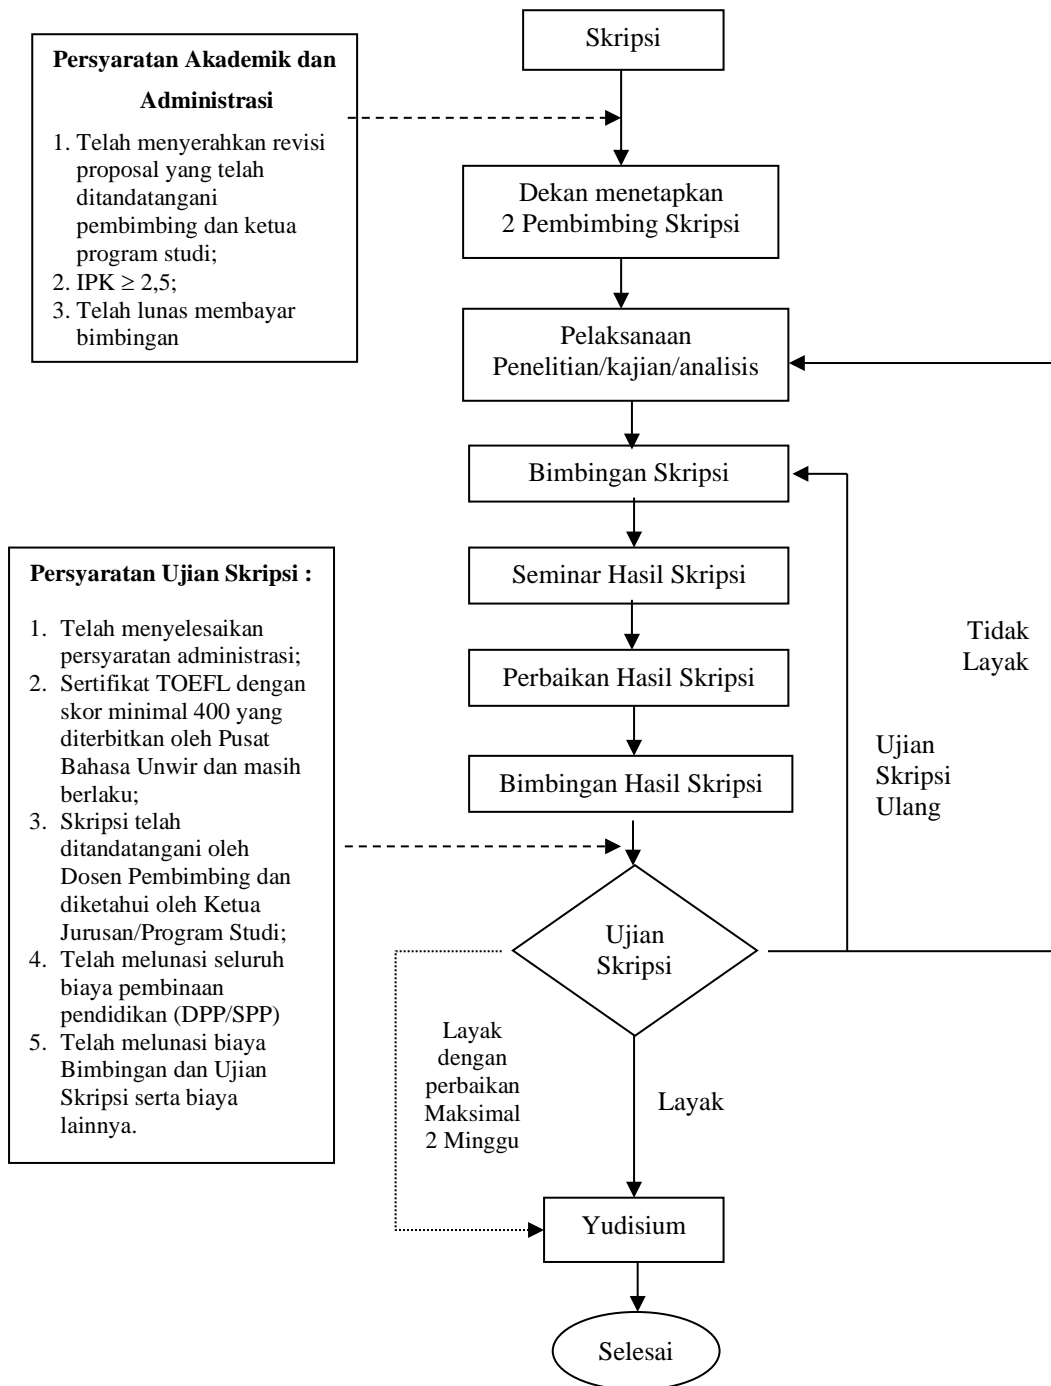 Skripsi
Persyaratan Akademik dan
Administrasi
1. Telah menyerahkan revisi
proposal yang telah
ditandatangani
pembimbing dan ketua
program studi;
2. IPK ≥ 2,5;
3. Telah lunas membayar
bimbingan
Dekan menetapkan
2 Pembimbing Skripsi
Pelaksanaan
Penelitian/kajian/analisis
Bimbingan Skripsi
Seminar Hasil Skripsi
Perbaikan Hasil Skripsi
Bimbingan Hasil Skripsi
Tidak
Layak
Ujian
Skripsi
Ulang
Persyaratan Ujian Skripsi :
1. Telah menyelesaikan
persyaratan administrasi;
2. Sertifikat TOEFL dengan
skor minimal 400 yang
diterbitkan oleh Pusat
Bahasa Unwir dan masih
berlaku;
3. Skripsi telah
ditandatangani oleh
Dosen Pembimbing dan
diketahui oleh Ketua
Jurusan/Program Studi;
4. Telah melunasi seluruh
biaya pembinaan
pendidikan (DPP/SPP)
5. Telah melunasi biaya
Bimbingan dan Ujian
Skripsi serta biaya
lainnya.
Ujian
Skripsi
Layak
dengan
perbaikan
Maksimal
2 Minggu
Layak
Yudisium
Selesai